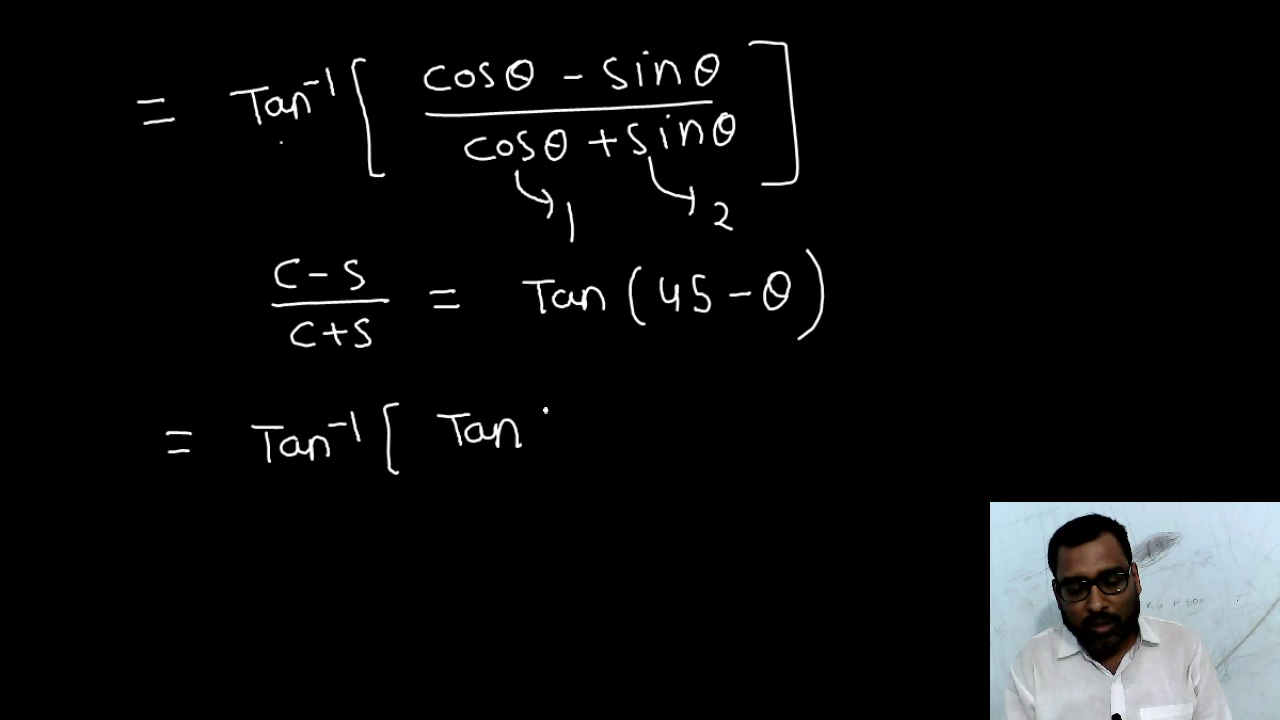 = Tan⁻¹ [ (cosθ - sinθ) / (cosθ + sinθ) ]
1 2
(C - S) / (C + S) = Tan (45 - θ)
= Tan⁻¹ [ Tan